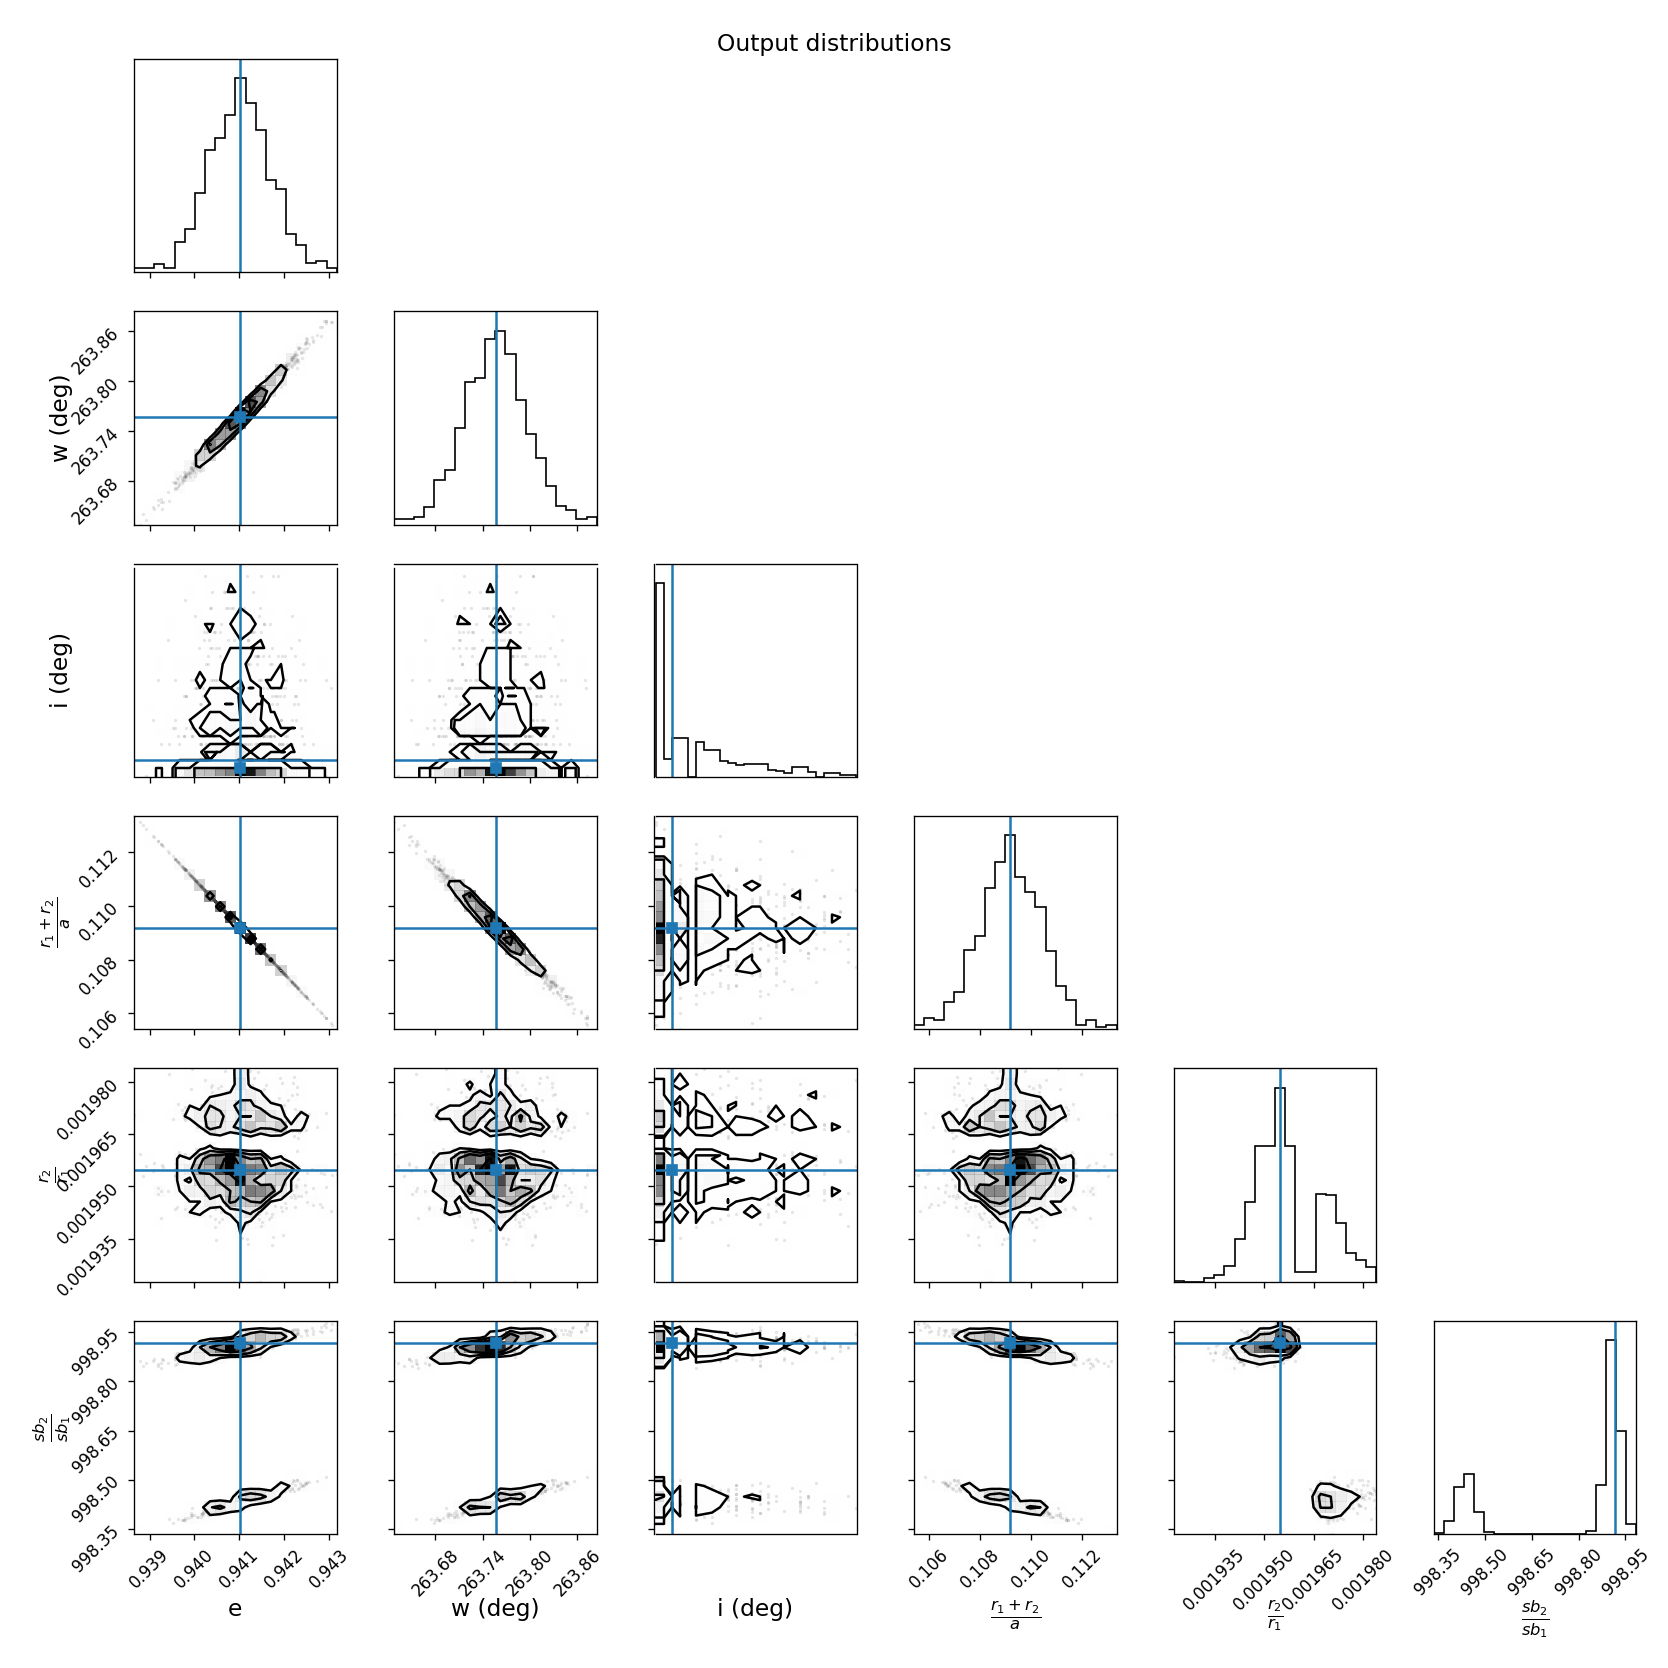 Output distributions
w (deg)
263.86
263.80
263.74
263.68
i (deg)
r₁ + r₂
a
0.112
0.110
0.108
0.106
r₂
0.001980
0.001965
0.001950
0.001935
sb₂
sb₁
998.95
998.80
998.65
998.50
998.35
0.939 0.940 0.941 0.942 0.943
263.68 263.74 263.80 263.86
0.106 0.108 0.110 0.112
0.001935 0.001950 0.001965 0.001980
998.35 998.50 998.65 998.80 998.95
e
w (deg)
i (deg)
r₁ + r₂
a
r₂
r₁
sb₂
sb₁